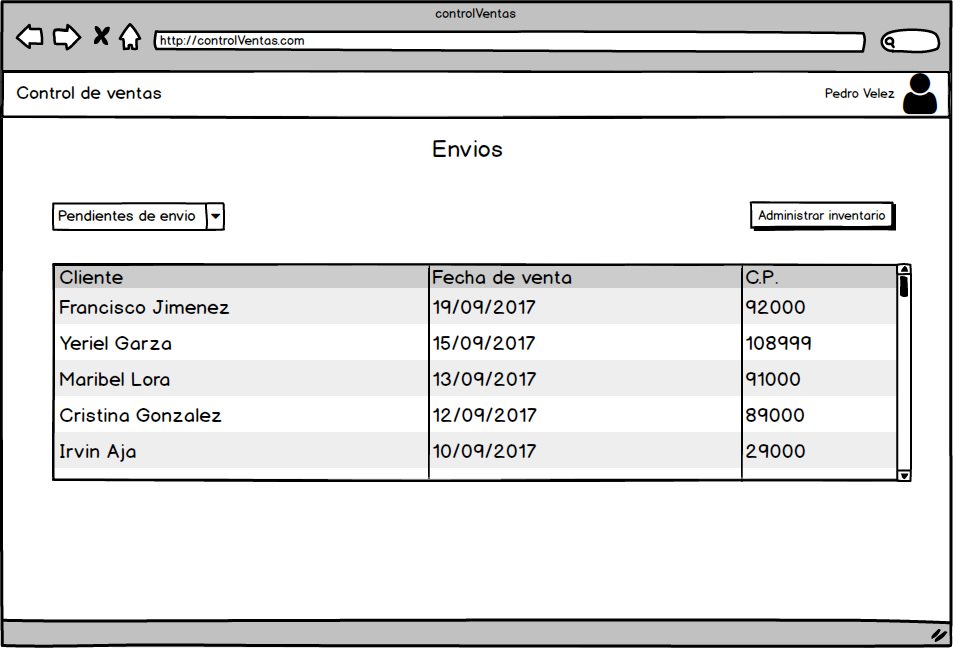 controlVentas
http://controlVentas.com
Control de ventas
Pedro Velez
Envios
Pendientes de envio
Administrar inventario
Cliente Fecha de venta C.P.
Francisco Jimenez 19/09/2017 92000
Yeriel Garza 15/09/2017 108999
Maribel Lora 13/09/2017 91000
Cristina Gonzalez 12/09/2017 89000
Irvin Aja 10/09/2017 29000